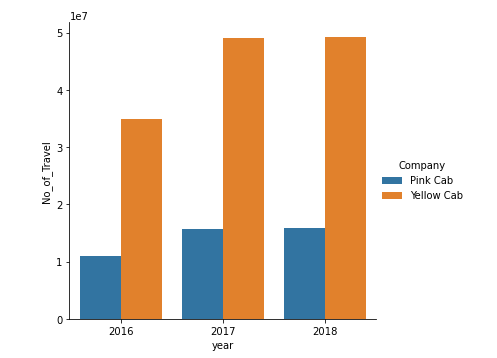 1e7
5
4
3
2
1
0
No_of_Travel
2016
2017
2018
year
Company
Pink Cab
Yellow Cab